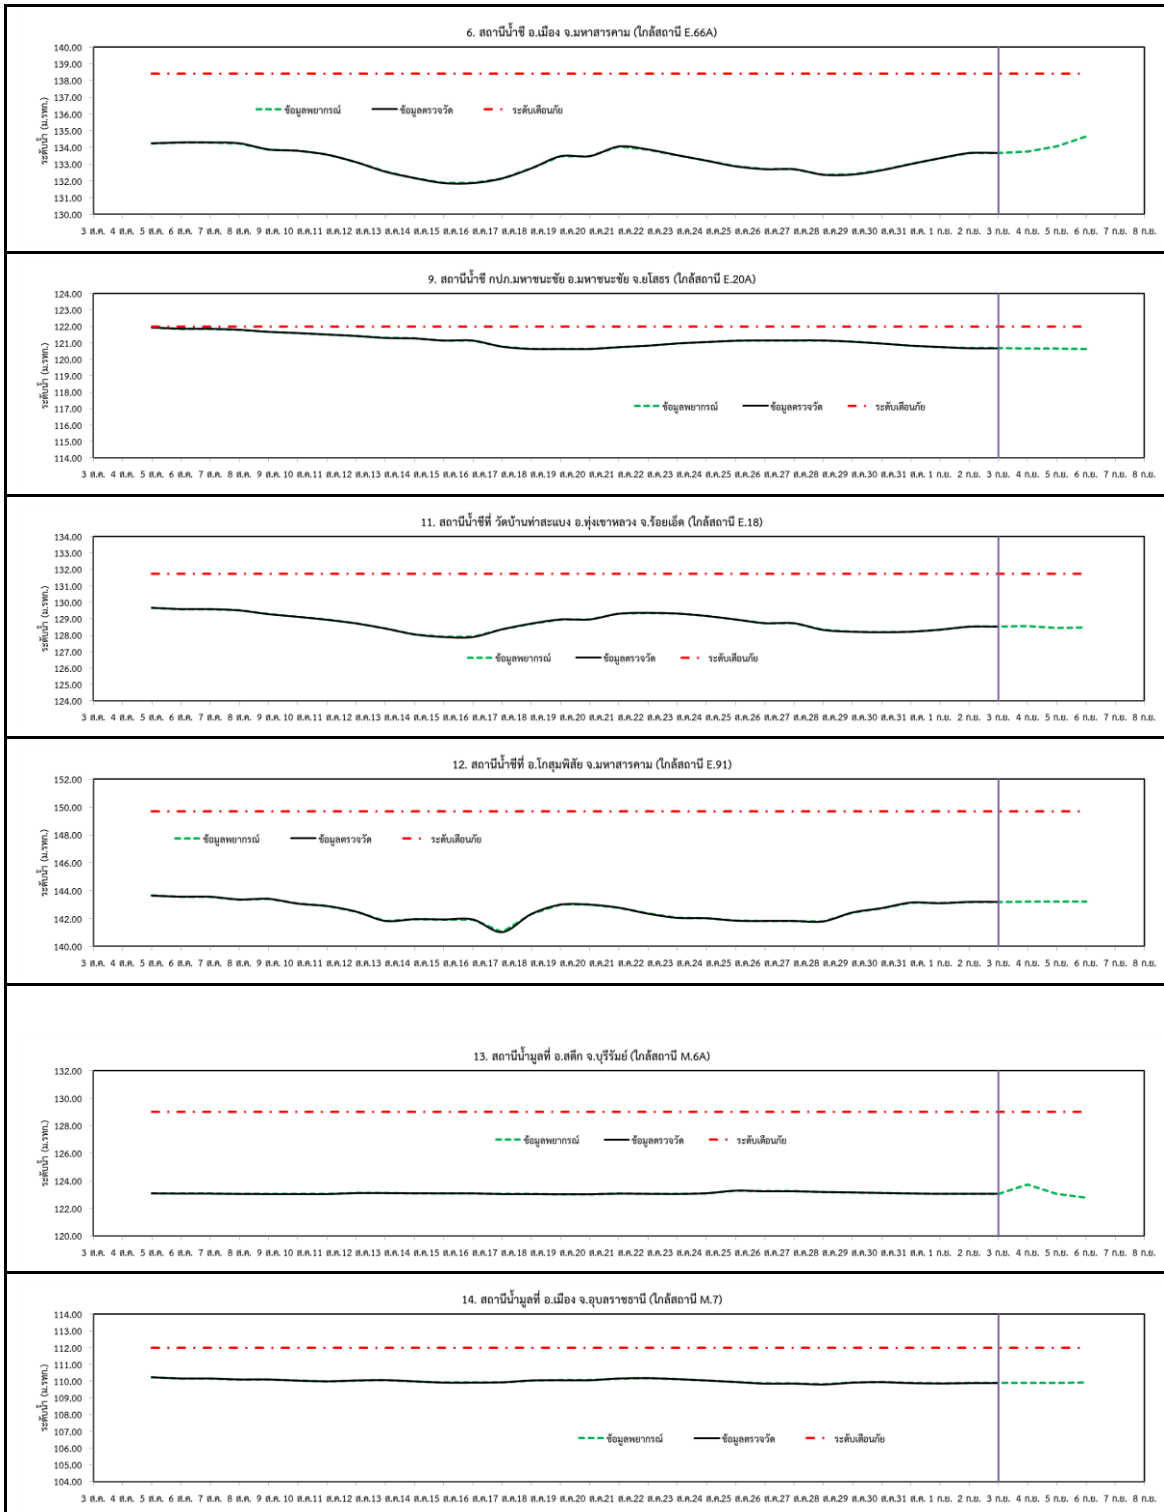 6. สถานีน้ำชี อ.เมือง จ.มหาสารคาม (ใกล้สถานี E.66A)
140.00
139.00
138.00
137.00
136.00
135.00
134.00
133.00
132.00
131.00
130.00
ระดับน้ำ (ม.รทก.)
ข้อมูลพยากรณ์ ข้อมูลตรวจวัด ระดับเตือนภัย
3 ส.ค. 4 ส.ค. 5 ส.ค. 6 ส.ค. 7 ส.ค. 8 ส.ค. 9 ส.ค. 10 ส.ค.11 ส.ค.12 ส.ค.13 ส.ค.14 ส.ค.15 ส.ค.16 ส.ค.17 ส.ค.18 ส.ค.19 ส.ค.20 ส.ค.21 ส.ค.22 ส.ค.23 ส.ค.24 ส.ค.25 ส.ค.26 ส.ค.27 ส.ค.28 ส.ค.29 ส.ค.30 ส.ค.31 ส.ค. 1 ก.ย. 2 ก.ย. 3 ก.ย. 4 ก.ย. 5 ก.ย. 6 ก.ย. 7 ก.ย. 8 ก.ย.
9. สถานีน้ำชี กปภ.มหาชนะชัย อ.มหาชนะชัย จ.ยโสธร (ใกล้สถานี E.20A)
124.00
123.00
122.00
121.00
120.00
119.00
118.00
117.00
116.00
115.00
114.00
ระดับน้ำ (ม.รทก.)
ข้อมูลพยากรณ์ ข้อมูลตรวจวัด ระดับเตือนภัย
3 ส.ค. 4 ส.ค. 5 ส.ค. 6 ส.ค. 7 ส.ค. 8 ส.ค. 9 ส.ค. 10 ส.ค.11 ส.ค.12 ส.ค.13 ส.ค.14 ส.ค.15 ส.ค.16 ส.ค.17 ส.ค.18 ส.ค.19 ส.ค.20 ส.ค.21 ส.ค.22 ส.ค.23 ส.ค.24 ส.ค.25 ส.ค.26 ส.ค.27 ส.ค.28 ส.ค.29 ส.ค.30 ส.ค.31 ส.ค. 1 ก.ย. 2 ก.ย. 3 ก.ย. 4 ก.ย. 5 ก.ย. 6 ก.ย. 7 ก.ย. 8 ก.ย.
11. สถานีน้ำชีที่ วัดบ้านท่าสะแบง อ.ทุ่งเขาหลวง จ.ร้อยเอ็ด (ใกล้สถานี E.18)
134.00
133.00
132.00
131.00
130.00
129.00
128.00
127.00
126.00
125.00
124.00
ระดับน้ำ (ม.รทก.)
ข้อมูลพยากรณ์ ข้อมูลตรวจวัด ระดับเตือนภัย
3 ส.ค. 4 ส.ค. 5 ส.ค. 6 ส.ค. 7 ส.ค. 8 ส.ค. 9 ส.ค. 10 ส.ค.11 ส.ค.12 ส.ค.13 ส.ค.14 ส.ค.15 ส.ค.16 ส.ค.17 ส.ค.18 ส.ค.19 ส.ค.20 ส.ค.21 ส.ค.22 ส.ค.23 ส.ค.24 ส.ค.25 ส.ค.26 ส.ค.27 ส.ค.28 ส.ค.29 ส.ค.30 ส.ค.31 ส.ค. 1 ก.ย. 2 ก.ย. 3 ก.ย. 4 ก.ย. 5 ก.ย. 6 ก.ย. 7 ก.ย. 8 ก.ย.
12. สถานีน้ำชีที่ อ.โกสุมพิสัย จ.มหาสารคาม (ใกล้สถานี E.91)
152.00
150.00
148.00
146.00
144.00
142.00
140.00
ระดับน้ำ (ม.รทก.)
ข้อมูลพยากรณ์ ข้อมูลตรวจวัด ระดับเตือนภัย
3 ส.ค. 4 ส.ค. 5 ส.ค. 6 ส.ค. 7 ส.ค. 8 ส.ค. 9 ส.ค. 10 ส.ค.11 ส.ค.12 ส.ค.13 ส.ค.14 ส.ค.15 ส.ค.16 ส.ค.17 ส.ค.18 ส.ค.19 ส.ค.20 ส.ค.21 ส.ค.22 ส.ค.23 ส.ค.24 ส.ค.25 ส.ค.26 ส.ค.27 ส.ค.28 ส.ค.29 ส.ค.30 ส.ค.31 ส.ค. 1 ก.ย. 2 ก.ย. 3 ก.ย. 4 ก.ย. 5 ก.ย. 6 ก.ย. 7 ก.ย. 8 ก.ย.
13. สถานีน้ำมูลที่ อ.สตึก จ.บุรีรัมย์ (ใกล้สถานี M.6A)
132.00
130.00
128.00
126.00
124.00
122.00
120.00
ระดับน้ำ (ม.รทก.)
ข้อมูลพยากรณ์ ข้อมูลตรวจวัด ระดับเตือนภัย
3 ส.ค. 4 ส.ค. 5 ส.ค. 6 ส.ค. 7 ส.ค. 8 ส.ค. 9 ส.ค. 10 ส.ค.11 ส.ค.12 ส.ค.13 ส.ค.14 ส.ค.15 ส.ค.16 ส.ค.17 ส.ค.18 ส.ค.19 ส.ค.20 ส.ค.21 ส.ค.22 ส.ค.23 ส.ค.24 ส.ค.25 ส.ค.26 ส.ค.27 ส.ค.28 ส.ค.29 ส.ค.30 ส.ค.31 ส.ค. 1 ก.ย. 2 ก.ย. 3 ก.ย. 4 ก.ย. 5 ก.ย. 6 ก.ย. 7 ก.ย. 8 ก.ย.
14. สถานีน้ำมูลที่ อ.เมือง จ.อุบลราชธานี (ใกล้สถานี M.7)
114.00
113.00
112.00
111.00
110.00
109.00
108.00
107.00
106.00
105.00
104.00
ระดับน้ำ (ม.รทก.)
ข้อมูลพยากรณ์ ข้อมูลตรวจวัด ระดับเตือนภัย
3 ส.ค. 4 ส.ค. 5 ส.ค. 6 ส.ค. 7 ส.ค. 8 ส.ค. 9 ส.ค. 10 ส.ค.11 ส.ค.12 ส.ค.13 ส.ค.14 ส.ค.15 ส.ค.16 ส.ค.17 ส.ค.18 ส.ค.19 ส.ค.20 ส.ค.21 ส.ค.22 ส.ค.23 ส.ค.24 ส.ค.25 ส.ค.26 ส.ค.27 ส.ค.28 ส.ค.29 ส.ค.30 ส.ค.31 ส.ค. 1 ก.ย. 2 ก.ย. 3 ก.ย. 4 ก.ย. 5 ก.ย. 6 ก.ย. 7 ก.ย. 8 ก.ย.